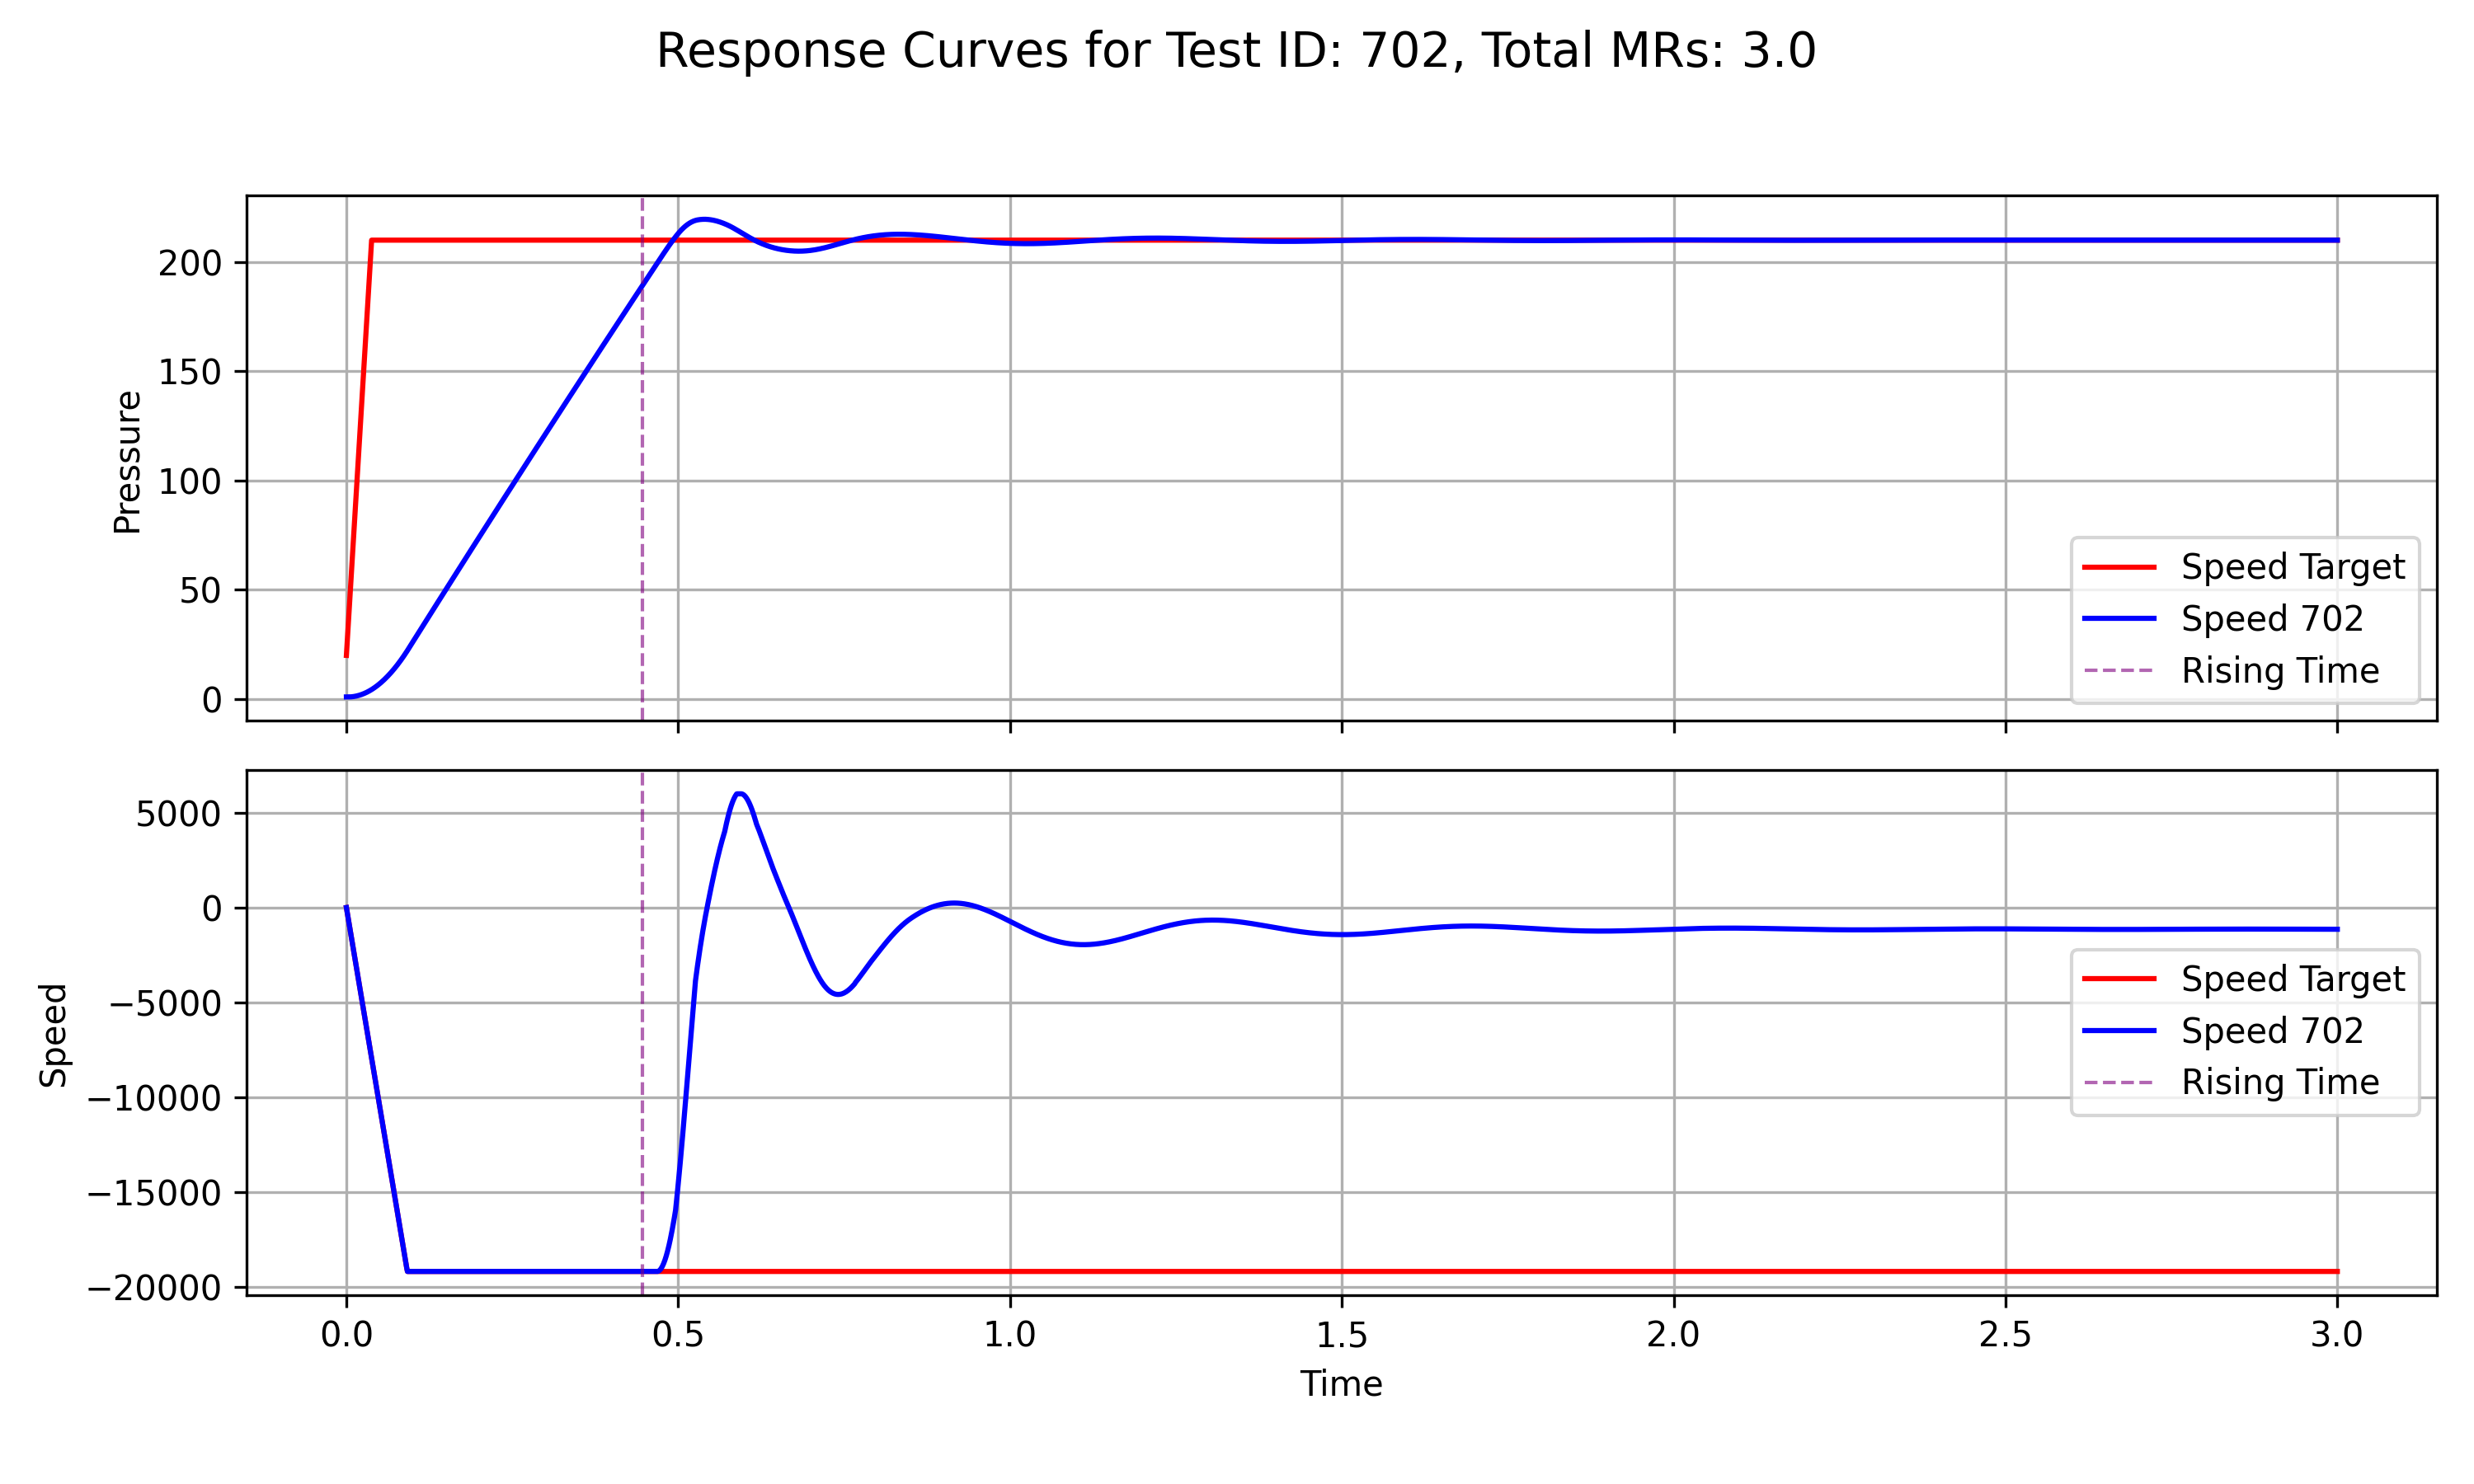 Response Curves for Test ID: 702, Total MRs: 3.0
200
150
100
50
0
Pressure
Speed Target
Speed 702
Rising Time
5000
0
−5000
−10000
−15000
−20000
Speed
Speed Target
Speed 702
Rising Time
0.0 0.5 1.0 1.5 2.0 2.5 3.0
Time